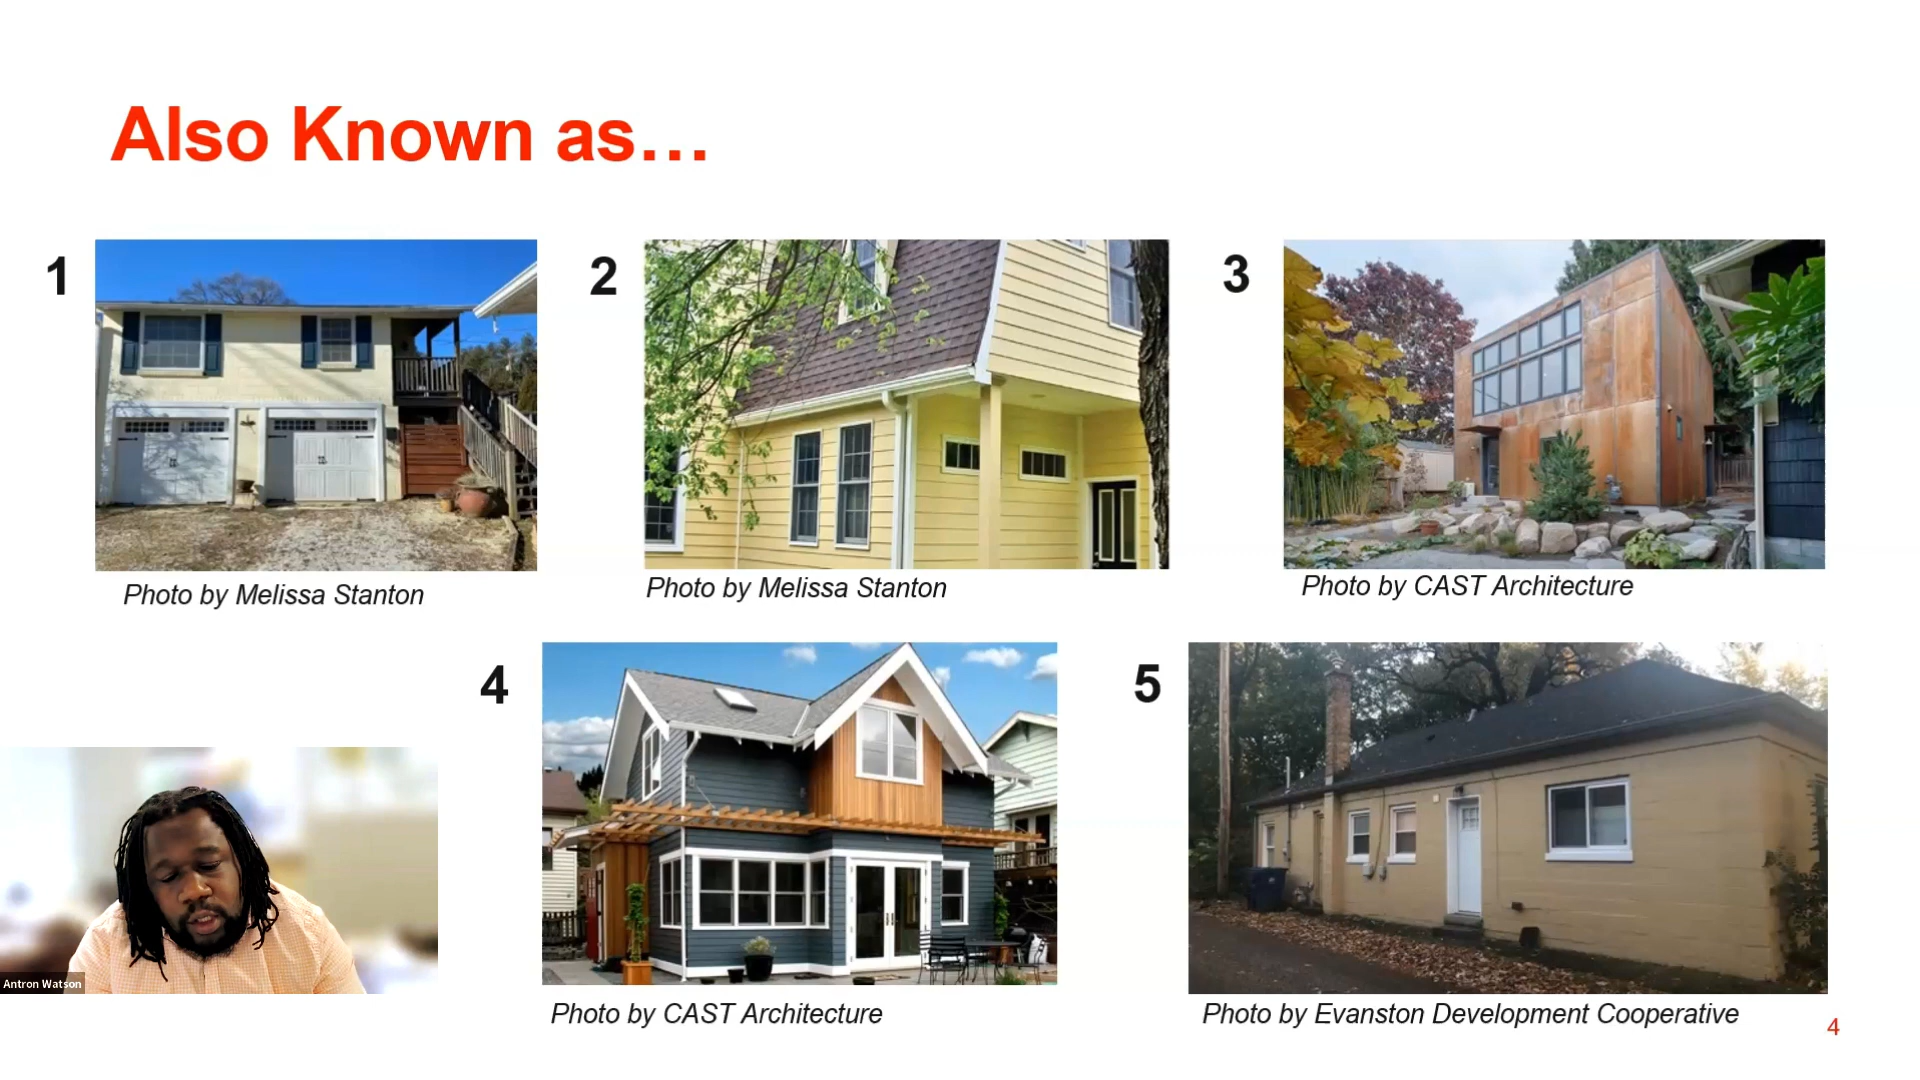 Also Known as…
1
2
3
Photo by Melissa Stanton
Photo by Melissa Stanton
Photo by CAST Architecture
4
5
Antron Watson
Photo by CAST Architecture
Photo by Evanston Development Cooperative
4